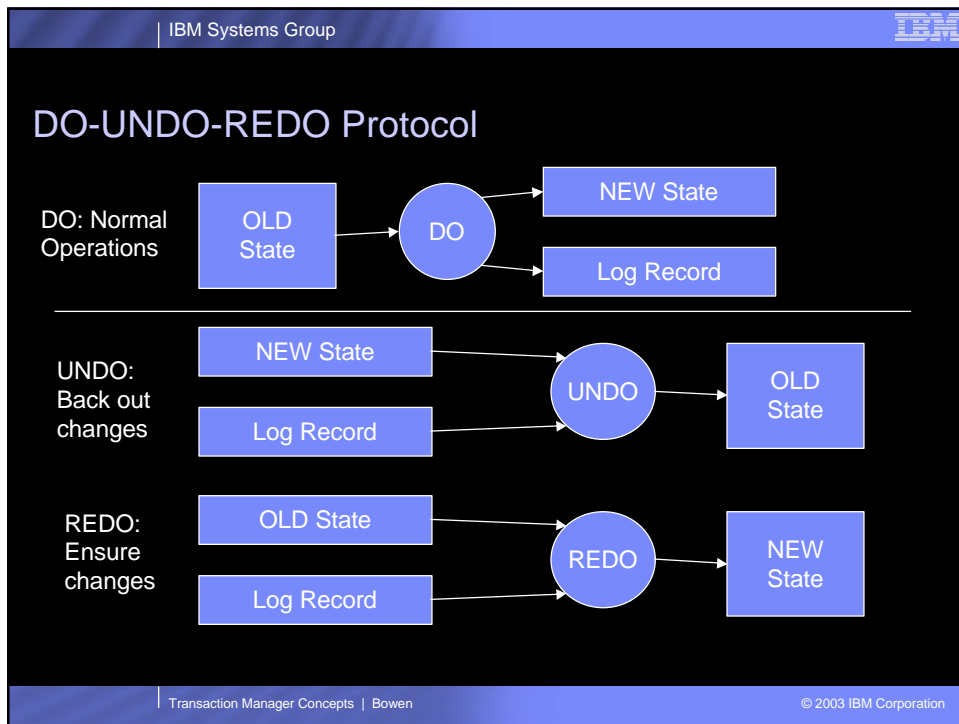 IBM Systems Group
IBM
DO-UNDO-REDO Protocol
DO: Normal
Operations
OLD
State
DO
NEW State
Log Record
UNDO:
Back out
changes
NEW State
Log Record
UNDO
OLD
State
REDO:
Ensure
changes
OLD State
Log Record
REDO
NEW
State
Transaction Manager Concepts | Bowen
© 2003 IBM Corporation